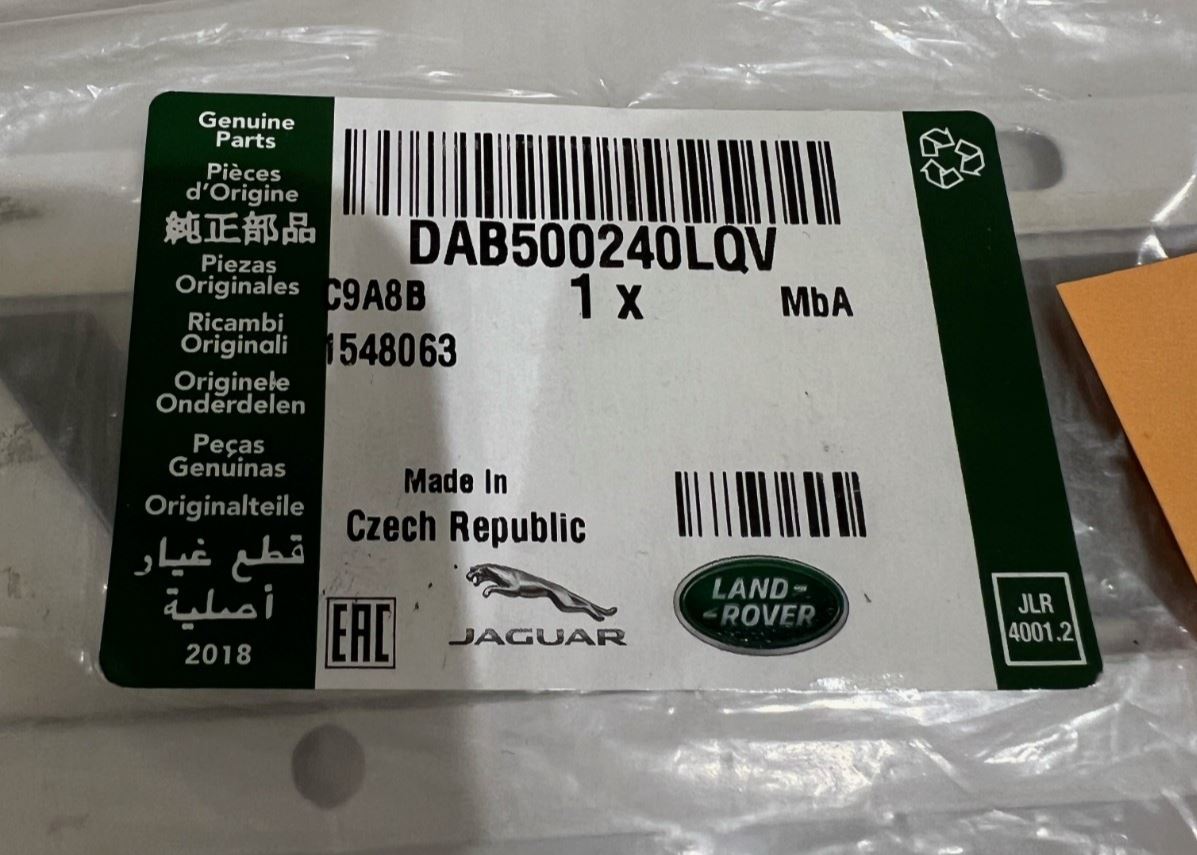 Genuine
Parts
Pièces
d'Origine
純正部品
Piezas
Originales
Ricambi
Originali
Originele
Onderdelen
Peças
Genuinas
Originalteile
قطع غيار
أصلية
2018
DAB500240LQV
C9A8B 1 x MbA
1548063
Made In
Czech Republic
EAC
JAGUAR
LAND-
-ROVER
JLR
4001.2